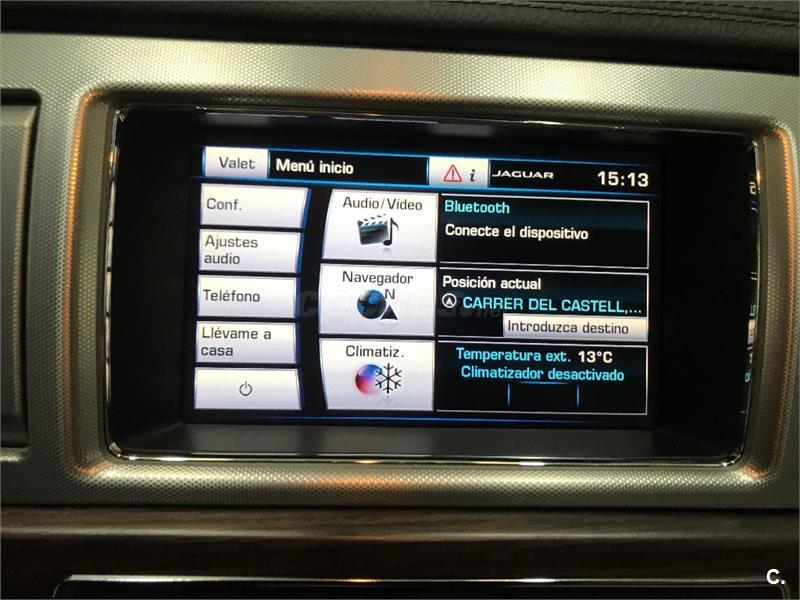 Valet
Menú inicio
i
JAGUAR
15:13
Conf.
Ajustes
audio
Teléfono
Llévame a
casa
Audio/Vídeo
Bluetooth
Conecte el dispositivo
Navegador
N
Posición actual
CARRER DEL CASTELL,...
Introduzca destino
Climatiz.
Temperatura ext. 13°C
Climatizador desactivado
C.